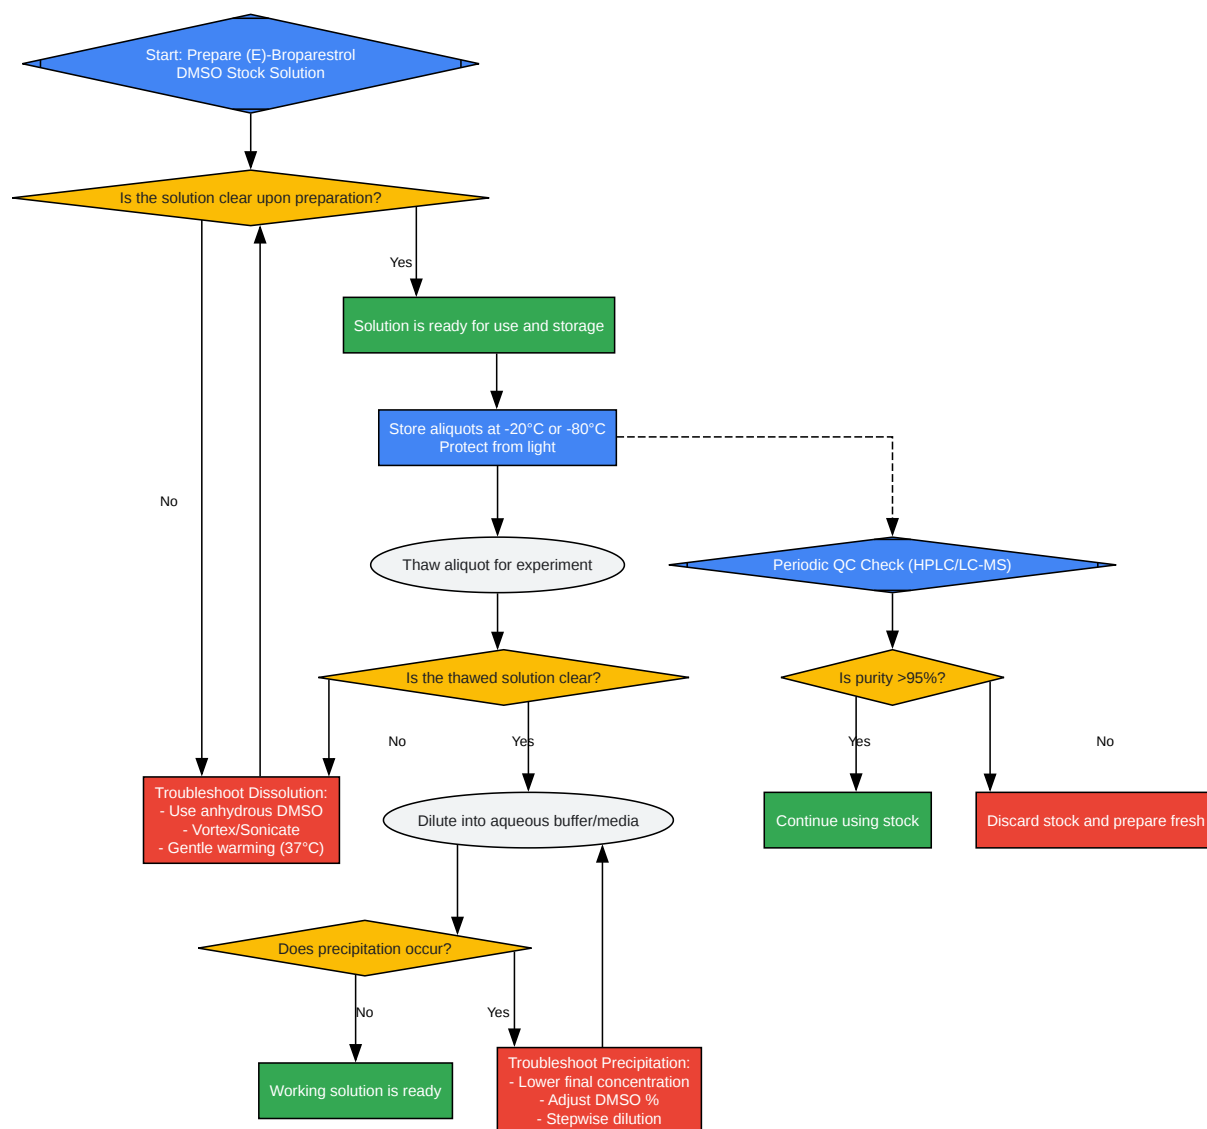 Start: Prepare (E)-Broparestrol
DMSO Stock Solution
Is the solution clear upon preparation?
Yes
Solution is ready for use and storage
Store aliquots at -20°C or -80°C
Protect from light
No
Thaw aliquot for experiment
Periodic QC Check (HPLC/LC-MS)
Is the thawed solution clear?
Is purity >95%?
No
Yes
Yes
No
Troubleshoot Dissolution:
- Use anhydrous DMSO
- Vortex/Sonicate
- Gentle warming (37°C)
Dilute into aqueous buffer/media
Continue using stock
Discard stock and prepare fresh
Does precipitation occur?
No
Yes
Working solution is ready
Troubleshoot Precipitation:
- Lower final concentration
- Adjust DMSO %
- Stepwise dilution